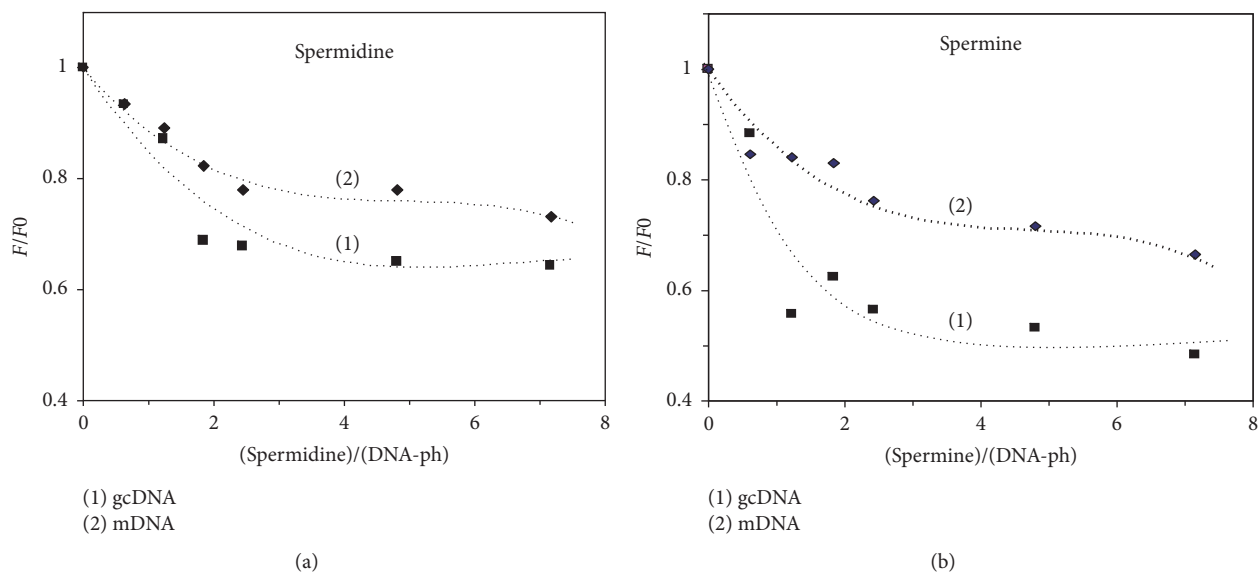 Spermidine
1
0.8
0.6
0.4
F/F0
(2)
(1)
0
2
4
6
8
(Spermidine)/(DNA-ph)
(1) gcDNA
(2) mDNA
(a)
Spermine
1
0.8
0.6
0.4
F/F0
(2)
(1)
0
2
4
6
8
(Spermine)/(DNA-ph)
(1) gcDNA
(2) mDNA
(b)